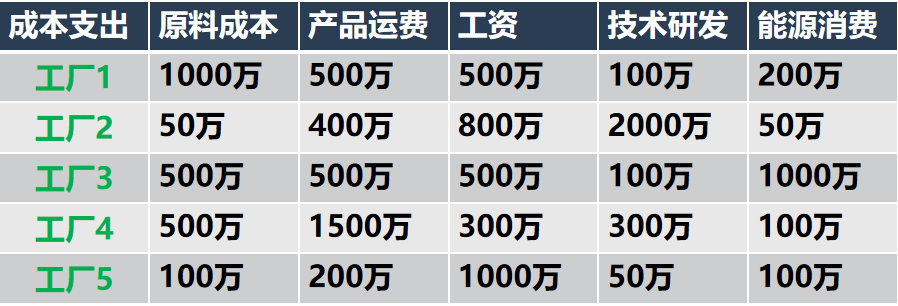 成本支出 原料成本 产品运费 工资 技术研发 能源消费
工厂1 1000万 500万 500万 100万 200万
工厂2 50万 400万 800万 2000万 50万
工厂3 500万 500万 500万 100万 1000万
工厂4 500万 1500万 300万 300万 100万
工厂5 100万 200万 1000万 50万 100万